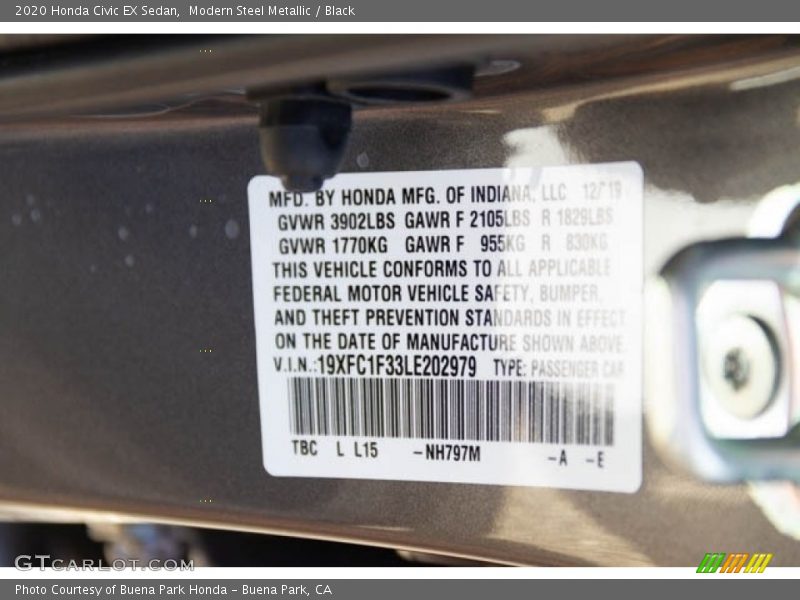 2020 Honda Civic EX Sedan, Modern Steel Metallic / Black
MFD. BY HONDA MFG. OF INDIANA, LLC 12/19
GVWR 3902LBS GAWR F 2105LBS R 1829LBS
GVWR 1770KG GAWR F 955KG R 830KG
THIS VEHICLE CONFORMS TO ALL APPLICABLE
FEDERAL MOTOR VEHICLE SAFETY, BUMPER,
AND THEFT PREVENTION STANDARDS IN EFFECT
ON THE DATE OF MANUFACTURE SHOWN ABOVE.
V.I.N.:19XFC1F33LE202979 TYPE: PASSENGER CAR
TBC L L15 -NH797M -A -E
GTCARLOT.COM
Photo Courtesy of Buena Park Honda - Buena Park, CA